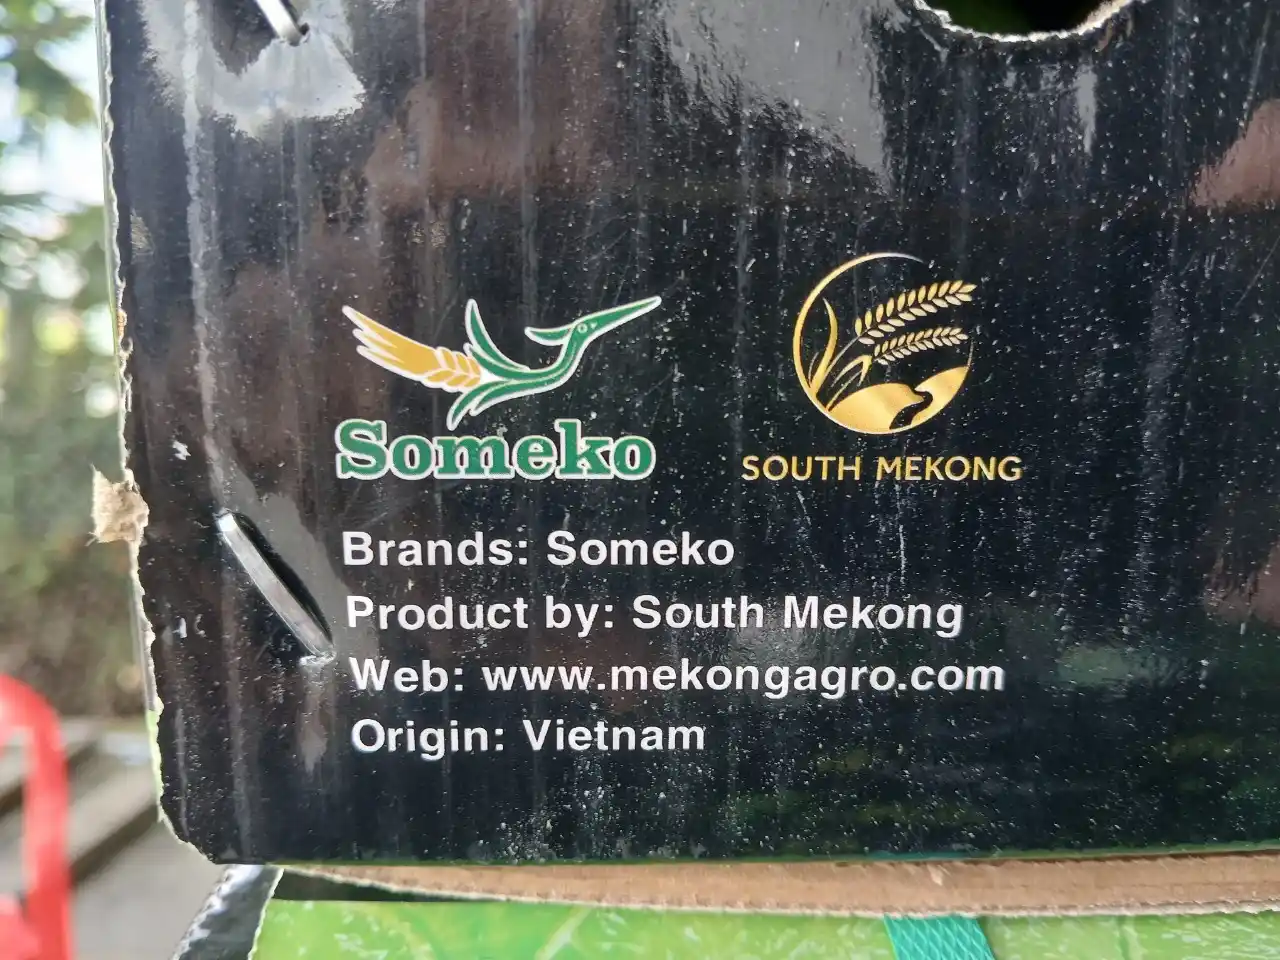 Someko
SOUTH MEKONG
Brands: Someko
Product by: South Mekong
Web: www.mekongagro.com
Origin: Vietnam